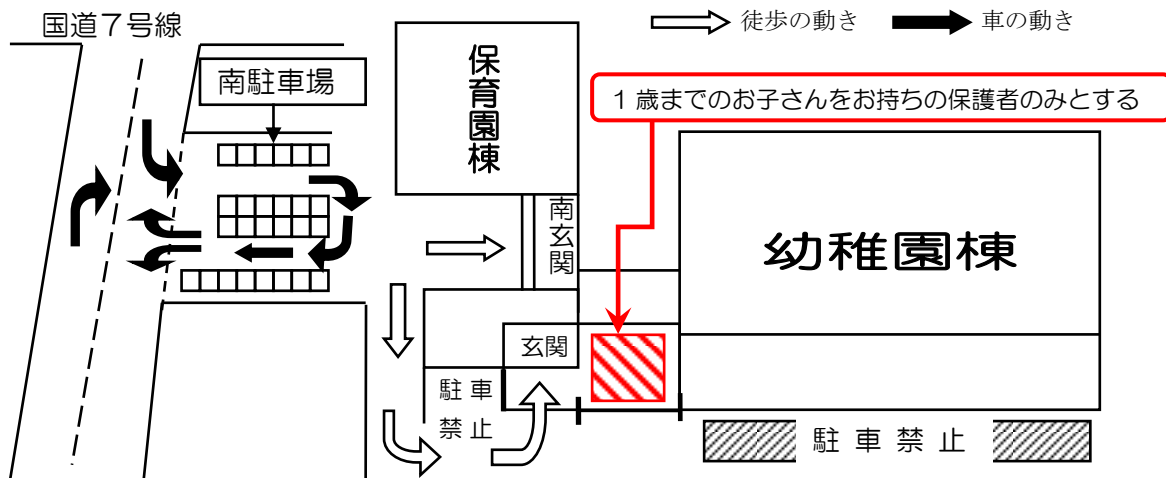 国道７号線
徒歩の動き
車の動き
南駐車場
保育園棟
１歳までのお子さんをお持ちの保護者のみとする
南玄関
幼稚園棟
玄関
駐車
禁止
駐車禁止